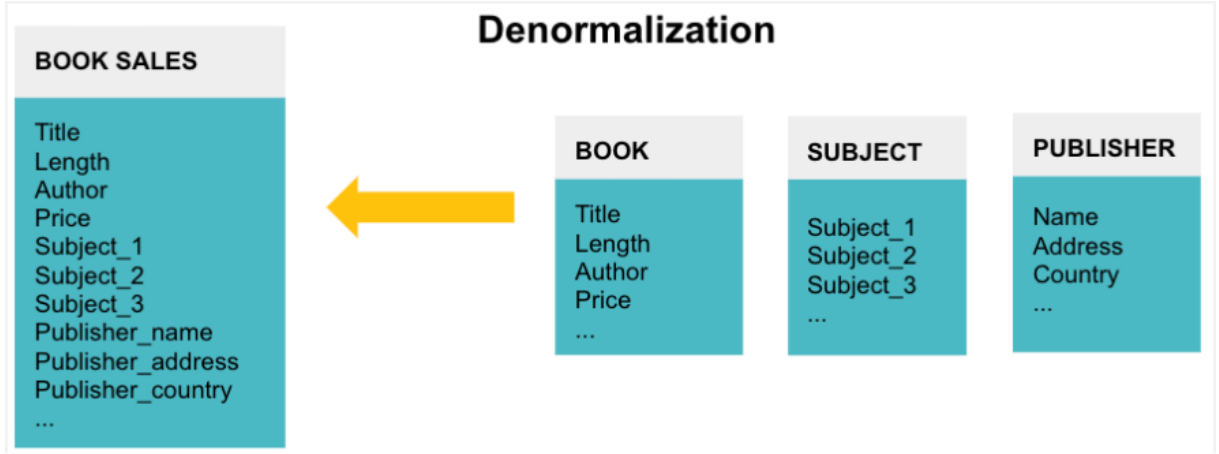 Denormalization
BOOK SALES
Title
Length
Author
Price
Subject_1
Subject_2
Subject_3
Publisher_name
Publisher_address
Publisher_country
...
BOOK
Title
Length
Author
Price
...
SUBJECT
Subject_1
Subject_2
Subject_3
...
PUBLISHER
Name
Address
Country
...